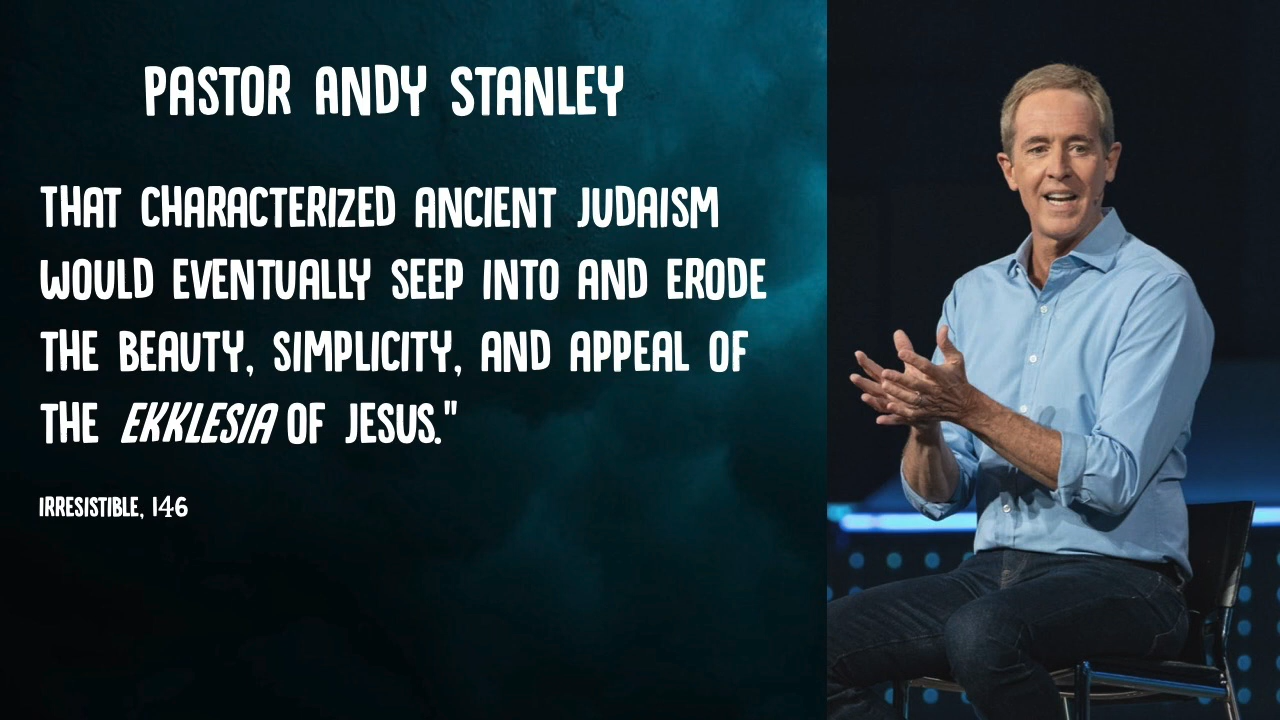 PASTOR ANDY STANLEY
THAT CHARACTERIZED ANCIENT JUDAISM
WOULD EVENTUALLY SEEP INTO AND ERODE
THE BEAUTY, SIMPLICITY, AND APPEAL OF
THE EKKLESIA OF JESUS."
IRRESISTIBLE, 146